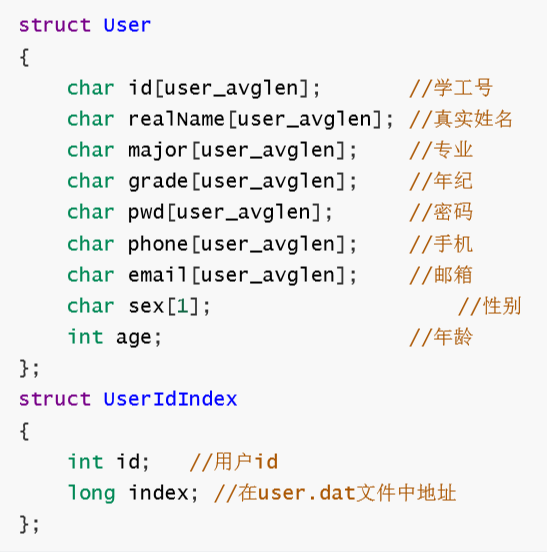 struct User
{
    char id[user_avglen];        //学工号
    char realName[user_avglen]; //真实姓名
    char major[user_avglen];    //专业
    char grade[user_avglen];    //年纪
    char pwd[user_avglen];      //密码
    char phone[user_avglen];    //手机
    char email[user_avglen];    //邮箱
    char sex[1];                    //性别
    int age;                    //年龄
};
struct UserIdIndex
{
    int id;   //用户id
    long index; //在user.dat文件中地址
};